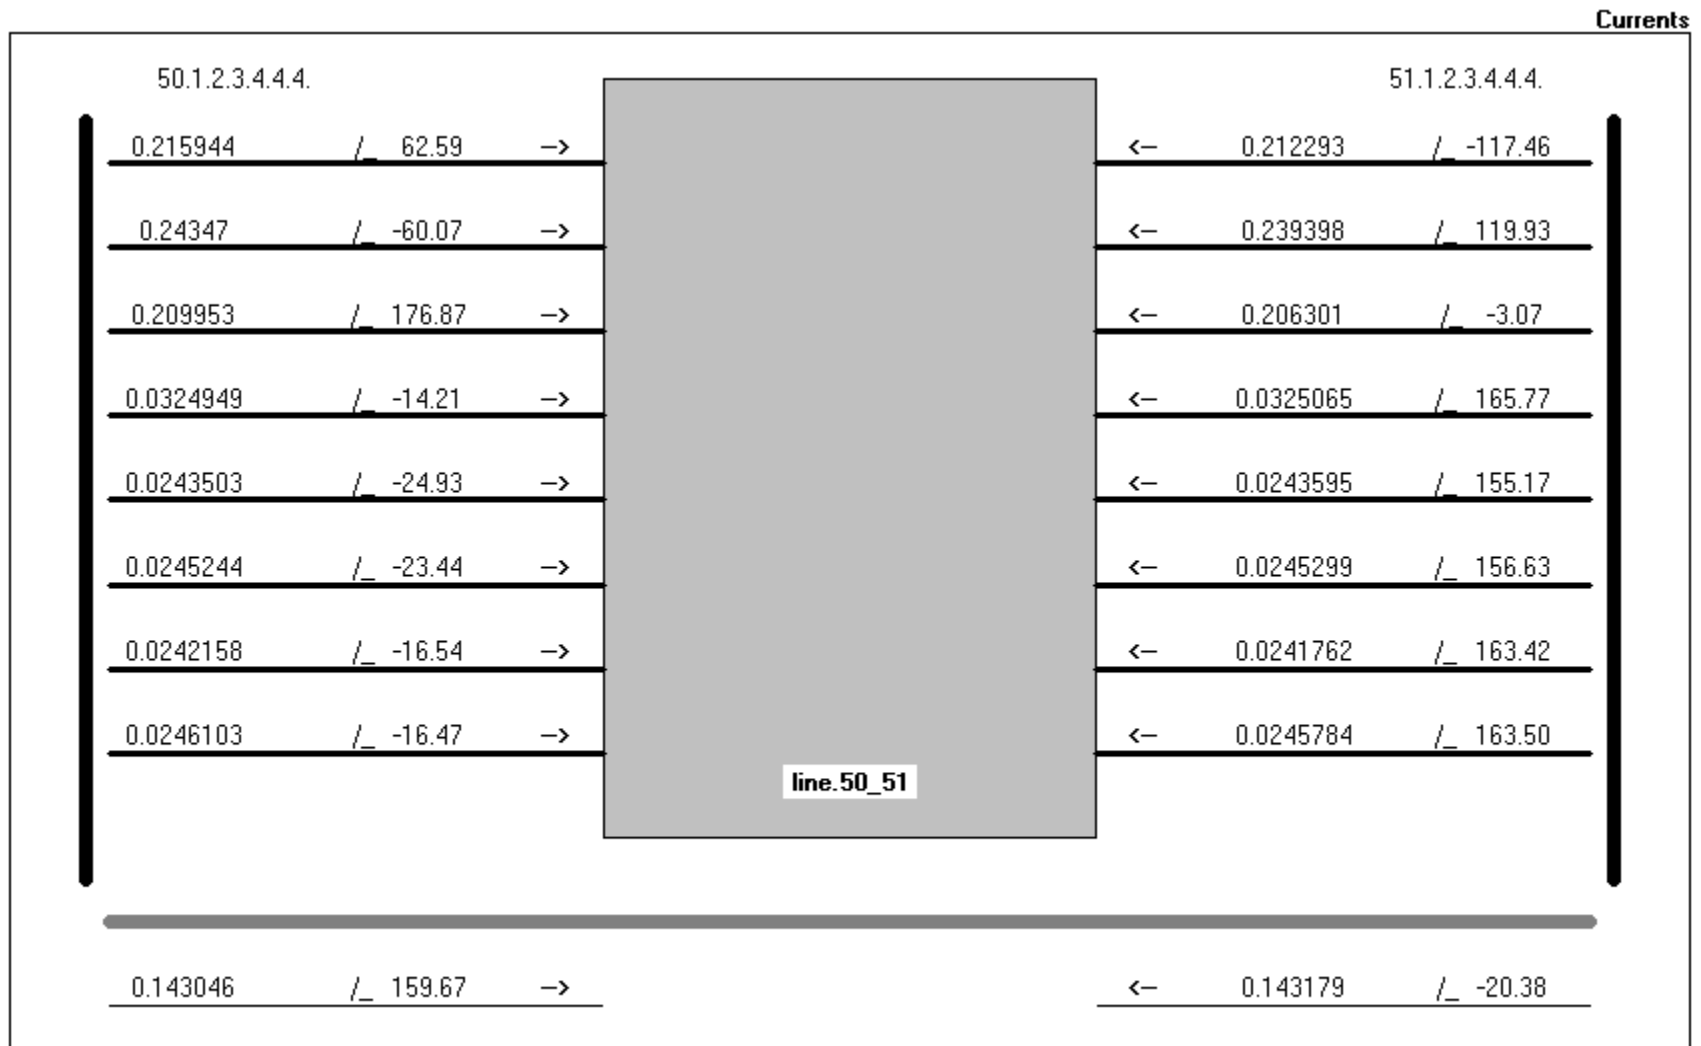 Currents
50.1.2.3.4.4.4. 51.1.2.3.4.4.4.
0.215944 /_ 62.59 --> <-- 0.212293 /_ -117.46
0.24347 /_ -60.07 --> <-- 0.239398 /_ 119.93
0.209953 /_ 176.87 --> <-- 0.206301 /_ -3.07
0.0324949 /_ -14.21 --> <-- 0.0325065 /_ 165.77
0.0243503 /_ -24.93 --> <-- 0.0243595 /_ 155.17
0.0245244 /_ -23.44 --> <-- 0.0245299 /_ 156.63
0.0242158 /_ -16.54 --> <-- 0.0241762 /_ 163.42
0.0246103 /_ -16.47 --> <-- 0.0245784 /_ 163.50
line.50_51
0.143046 /_ 159.67 --> <-- 0.143179 /_ -20.38